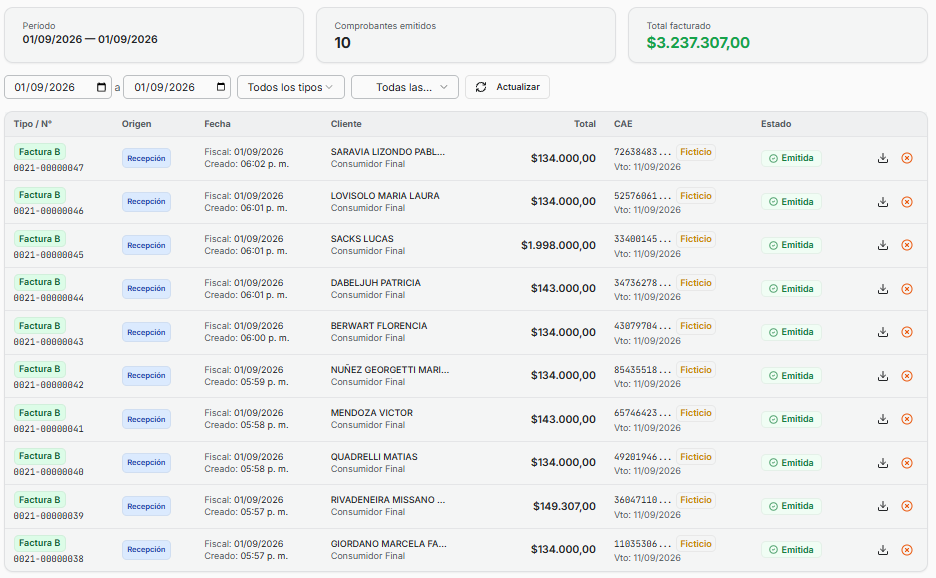 Periodo
01/09/2026 — 01/09/2026
Comprobantes emitidos
10
Total facturado
$3.237.307,00
01/09/2026 a 01/09/2026 Todos los tipos Todas las... Actualizar
Tipo / N° Origen Fecha Cliente Total CAE Estado
Factura B
0021-00000047
Recepción
Fiscal: 01/09/2026
Creado: 06:02 p. m.
SARAVIA LIZONDO PABL...
Consumidor Final
$134.000,00
72638483... Ficticio
Vto: 11/09/2026
Emitida
Factura B
0021-00000046
Recepción
Fiscal: 01/09/2026
Creado: 06:01 p. m.
LOVISOLO MARIA LAURA
Consumidor Final
$134.000,00
52576061... Ficticio
Vto: 11/09/2026
Emitida
Factura B
0021-00000045
Recepción
Fiscal: 01/09/2026
Creado: 06:01 p. m.
SACKS LUCAS
Consumidor Final
$1.998.000,00
33400145... Ficticio
Vto: 11/09/2026
Emitida
Factura B
0021-00000044
Recepción
Fiscal: 01/09/2026
Creado: 06:01 p. m.
DABELJUH PATRICIA
Consumidor Final
$143.000,00
34736278... Ficticio
Vto: 11/09/2026
Emitida
Factura B
0021-00000043
Recepción
Fiscal: 01/09/2026
Creado: 06:00 p. m.
BERWART FLORENCIA
Consumidor Final
$134.000,00
43079704... Ficticio
Vto: 11/09/2026
Emitida
Factura B
0021-00000042
Recepción
Fiscal: 01/09/2026
Creado: 05:59 p. m.
NUÑEZ GEORGETTI MARI...
Consumidor Final
$134.000,00
85435518... Ficticio
Vto: 11/09/2026
Emitida
Factura B
0021-00000041
Recepción
Fiscal: 01/09/2026
Creado: 05:58 p. m.
MENDOZA VICTOR
Consumidor Final
$143.000,00
65746423... Ficticio
Vto: 11/09/2026
Emitida
Factura B
0021-00000040
Recepción
Fiscal: 01/09/2026
Creado: 05:58 p. m.
QUADRELLI MATIAS
Consumidor Final
$134.000,00
49201946... Ficticio
Vto: 11/09/2026
Emitida
Factura B
0021-00000039
Recepción
Fiscal: 01/09/2026
Creado: 05:57 p. m.
RIVADENEIRA MISSANO ...
Consumidor Final
$149.307,00
36047110... Ficticio
Vto: 11/09/2026
Emitida
Factura B
0021-00000038
Recepción
Fiscal: 01/09/2026
Creado: 05:57 p. m.
GIORDANO MARCELA FA...
Consumidor Final
$134.000,00
11035306... Ficticio
Vto: 11/09/2026
Emitida